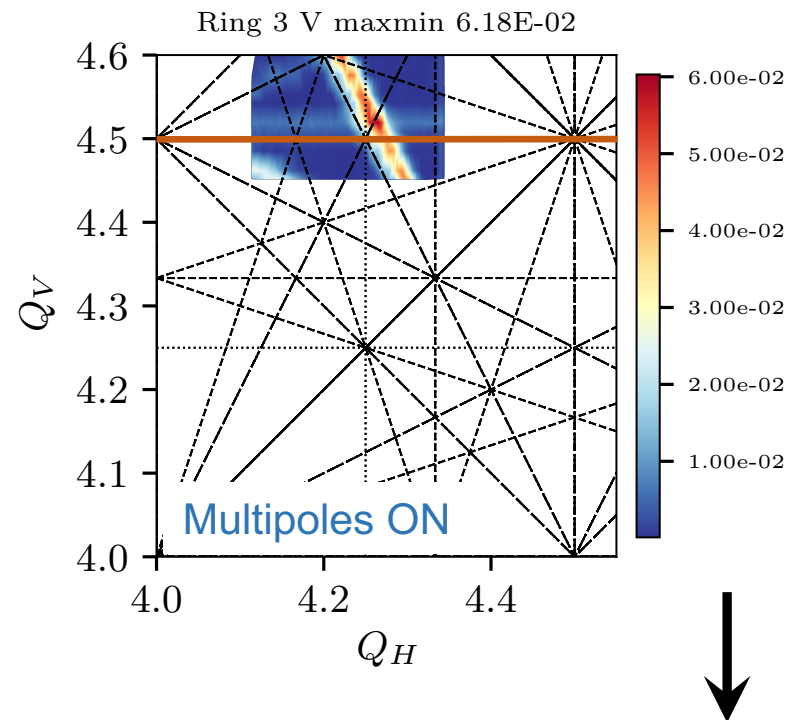 Ring 3 V maxmin 6.18E-02
4.6
4.5
4.4
4.3
4.2
4.1
4.0
Q_V
Multipoles ON
4.0 4.2 4.4
Q_H
6.00e-02
5.00e-02
4.00e-02
3.00e-02
2.00e-02
1.00e-02